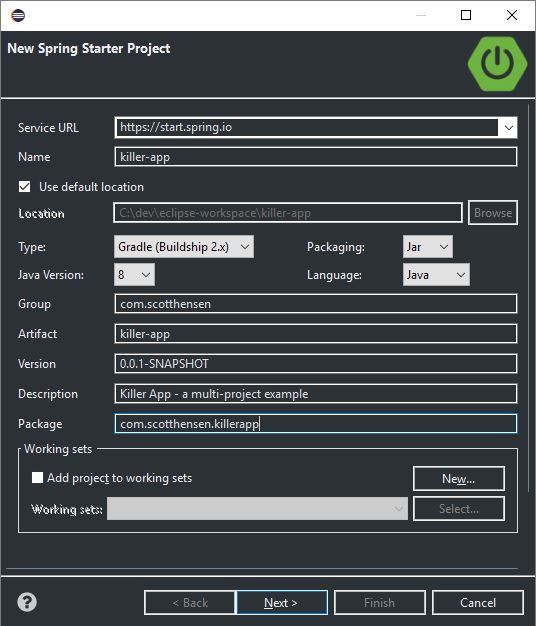 New Spring Starter Project
Service URL https://start.spring.io
Name killer-app
Use default location
Location C:\dev\eclipse-workspace\killer-app Browse
Type: Gradle (Buildship 2.x) Packaging: Jar
Java Version: 8 Language: Java
Group com.scotthensen
Artifact killer-app
Version 0.0.1-SNAPSHOT
Description Killer App - a multi-project example
Package com.scotthensen.killerapp
Working sets
Add project to working sets New...
Working sets: Select...
? < Back Next > Finish Cancel